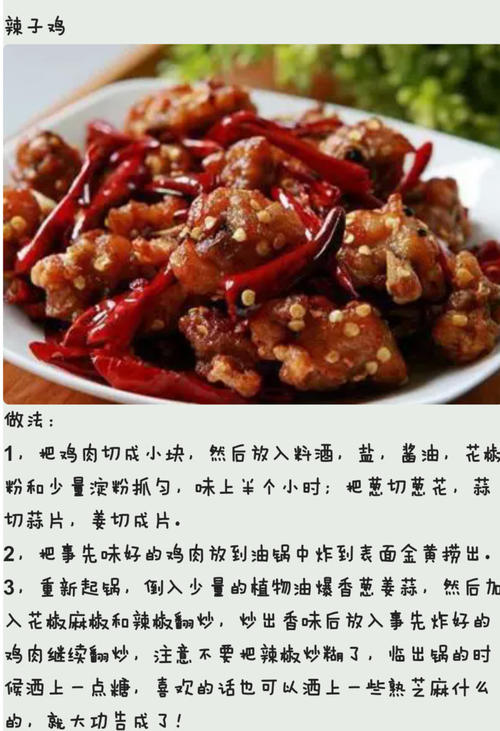 辣子鸡
做法：
1，把鸡肉切成小块，然后放入料酒，盐，酱油，花椒
粉和少量淀粉抓匀，味上半个小时；把葱切葱花，蒜
切蒜片，姜切成片。
2，把事先味好的鸡肉放到油锅中炸到表面金黄捞出。
3，重新起锅，倒入少量的植物油爆香葱姜蒜，然后加
入花椒麻椒和辣椒翻炒，炒出香味后放入事先炸好的
鸡肉继续翻炒，注意不要把辣椒炒糊了，临出锅的时
候洒上一点糖，喜欢的话也可以洒上一些熟芝麻什么
的，就大功告成了！